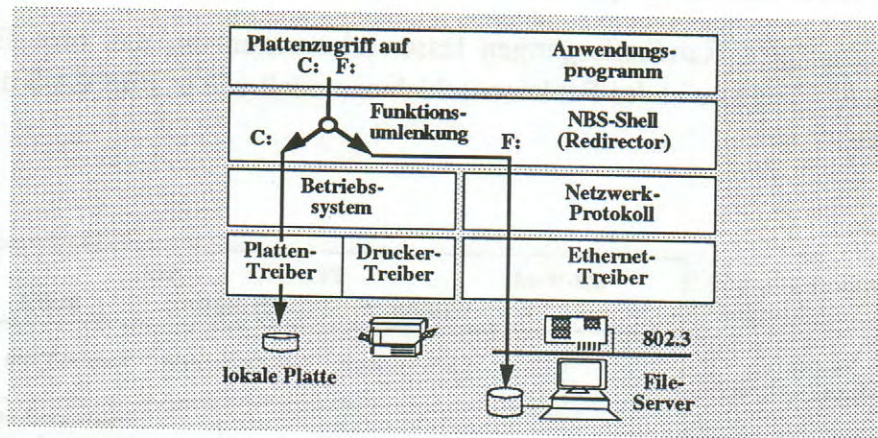 Plattenzugriff auf
C: F:
Anwendungs-
programm
Funktions-
umlenkung
C:
F:
NBS-Shell
(Redirector)
Betriebs-
system
Netzwerk-
Protokoll
Platten-
Treiber
Drucker-
Treiber
Ethernet-
Treiber
lokale Platte
802.3
File-
Server